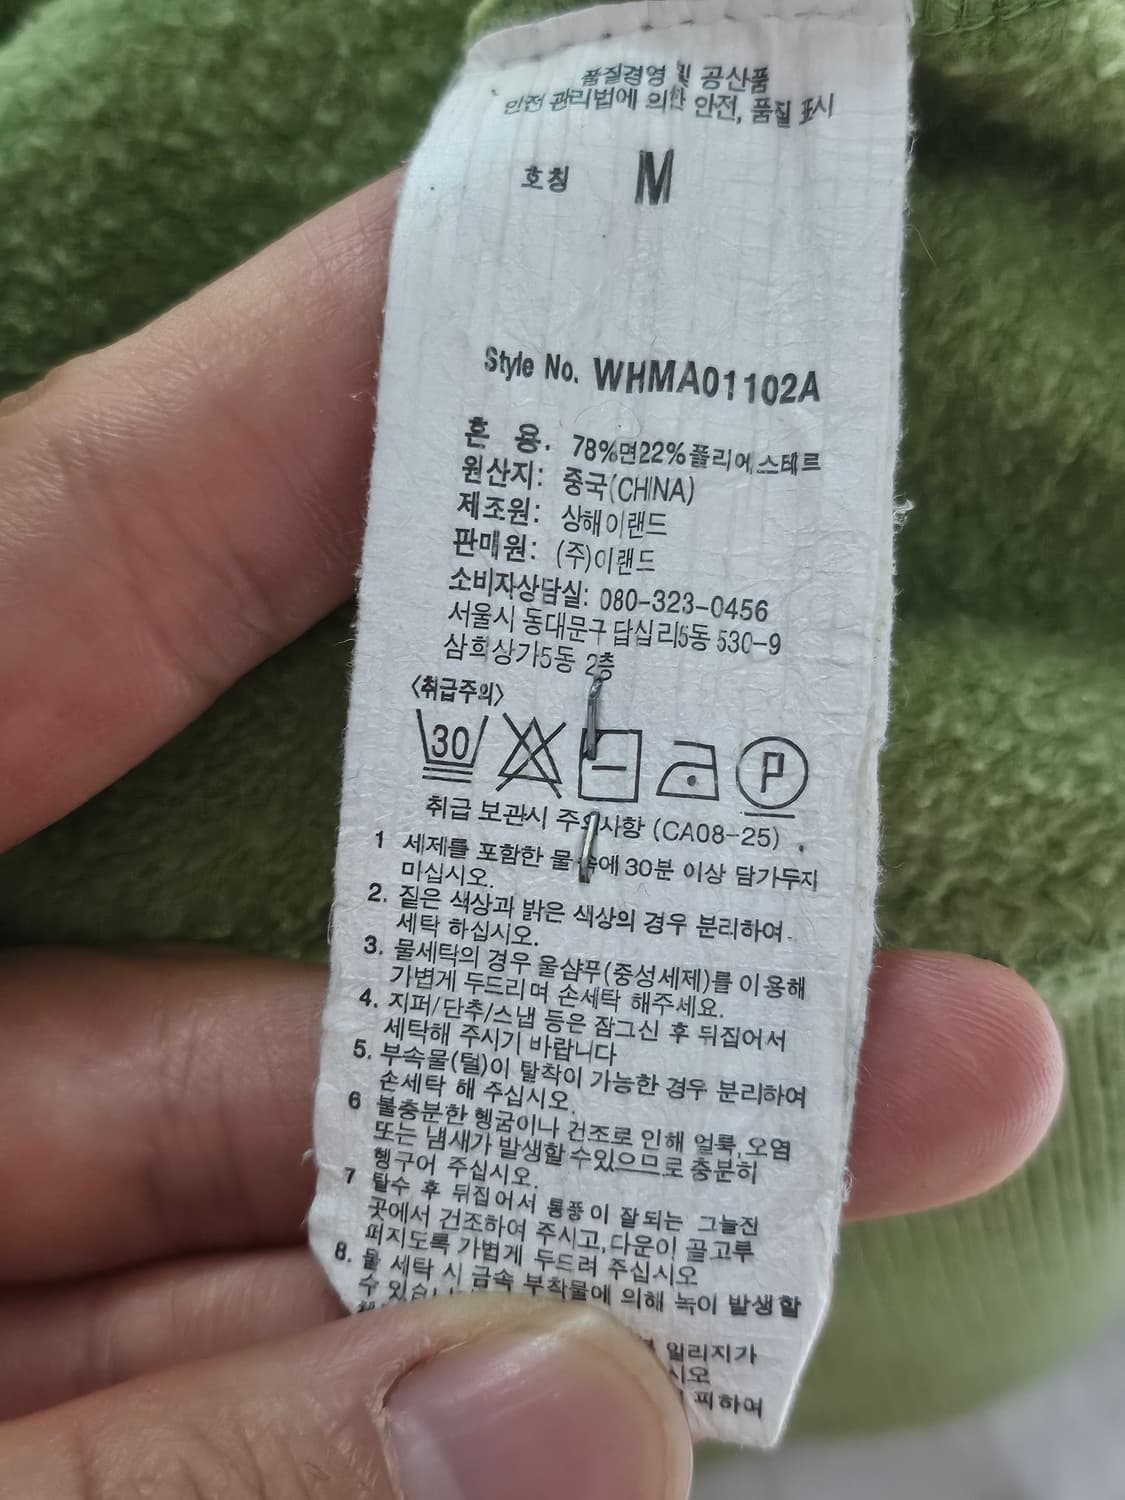 품질경영 및 공산품
안전 관리법에 의한 안전, 품질 표시
호칭 M
Style No. WHMA01102A
혼 용. 78%면22%폴리에스테르
원산지: 중국(CHINA)
제조원: 상해이랜드
판매원: (주)이랜드
소비자상담실: 080-323-0456
서울시 동대문구 답십리5동 530-9
삼희상가5동 2층
〈취급주의〉
30 P
취급 보관시 주의사항 (CA08-25)
1 세제를 포함한 물속에 30분 이상 담가두지
마십시오.
2. 짙은 색상과 밝은 색상의 경우 분리하여
세탁 하십시오.
3. 물세탁의 경우 울샴푸(중성세제)를 이용해
가볍게 두드리며 손세탁 해주세요.
4. 지퍼/단추/스냅 등은 잠그신 후 뒤집어서
세탁해 주시기 바랍니다
5. 부속물(털)이 탈착이 가능한 경우 분리하여
손세탁 해 주십시오.
6 불충분한 헹굼이나 건조로 인해 얼룩,오염
또는 냄새가 발생할 수있으므로 충분히
헹구어 주십시오.
7 탈수 후 뒤집어서 통풍이 잘되는 그늘진
곳에서 건조하여 주시고,다운이 골고루
퍼지도록 가볍게 두드려 주십시오
8. 물 세탁 시 금속 부착물에 의해 녹이 발생할
수
일리지가
피하여